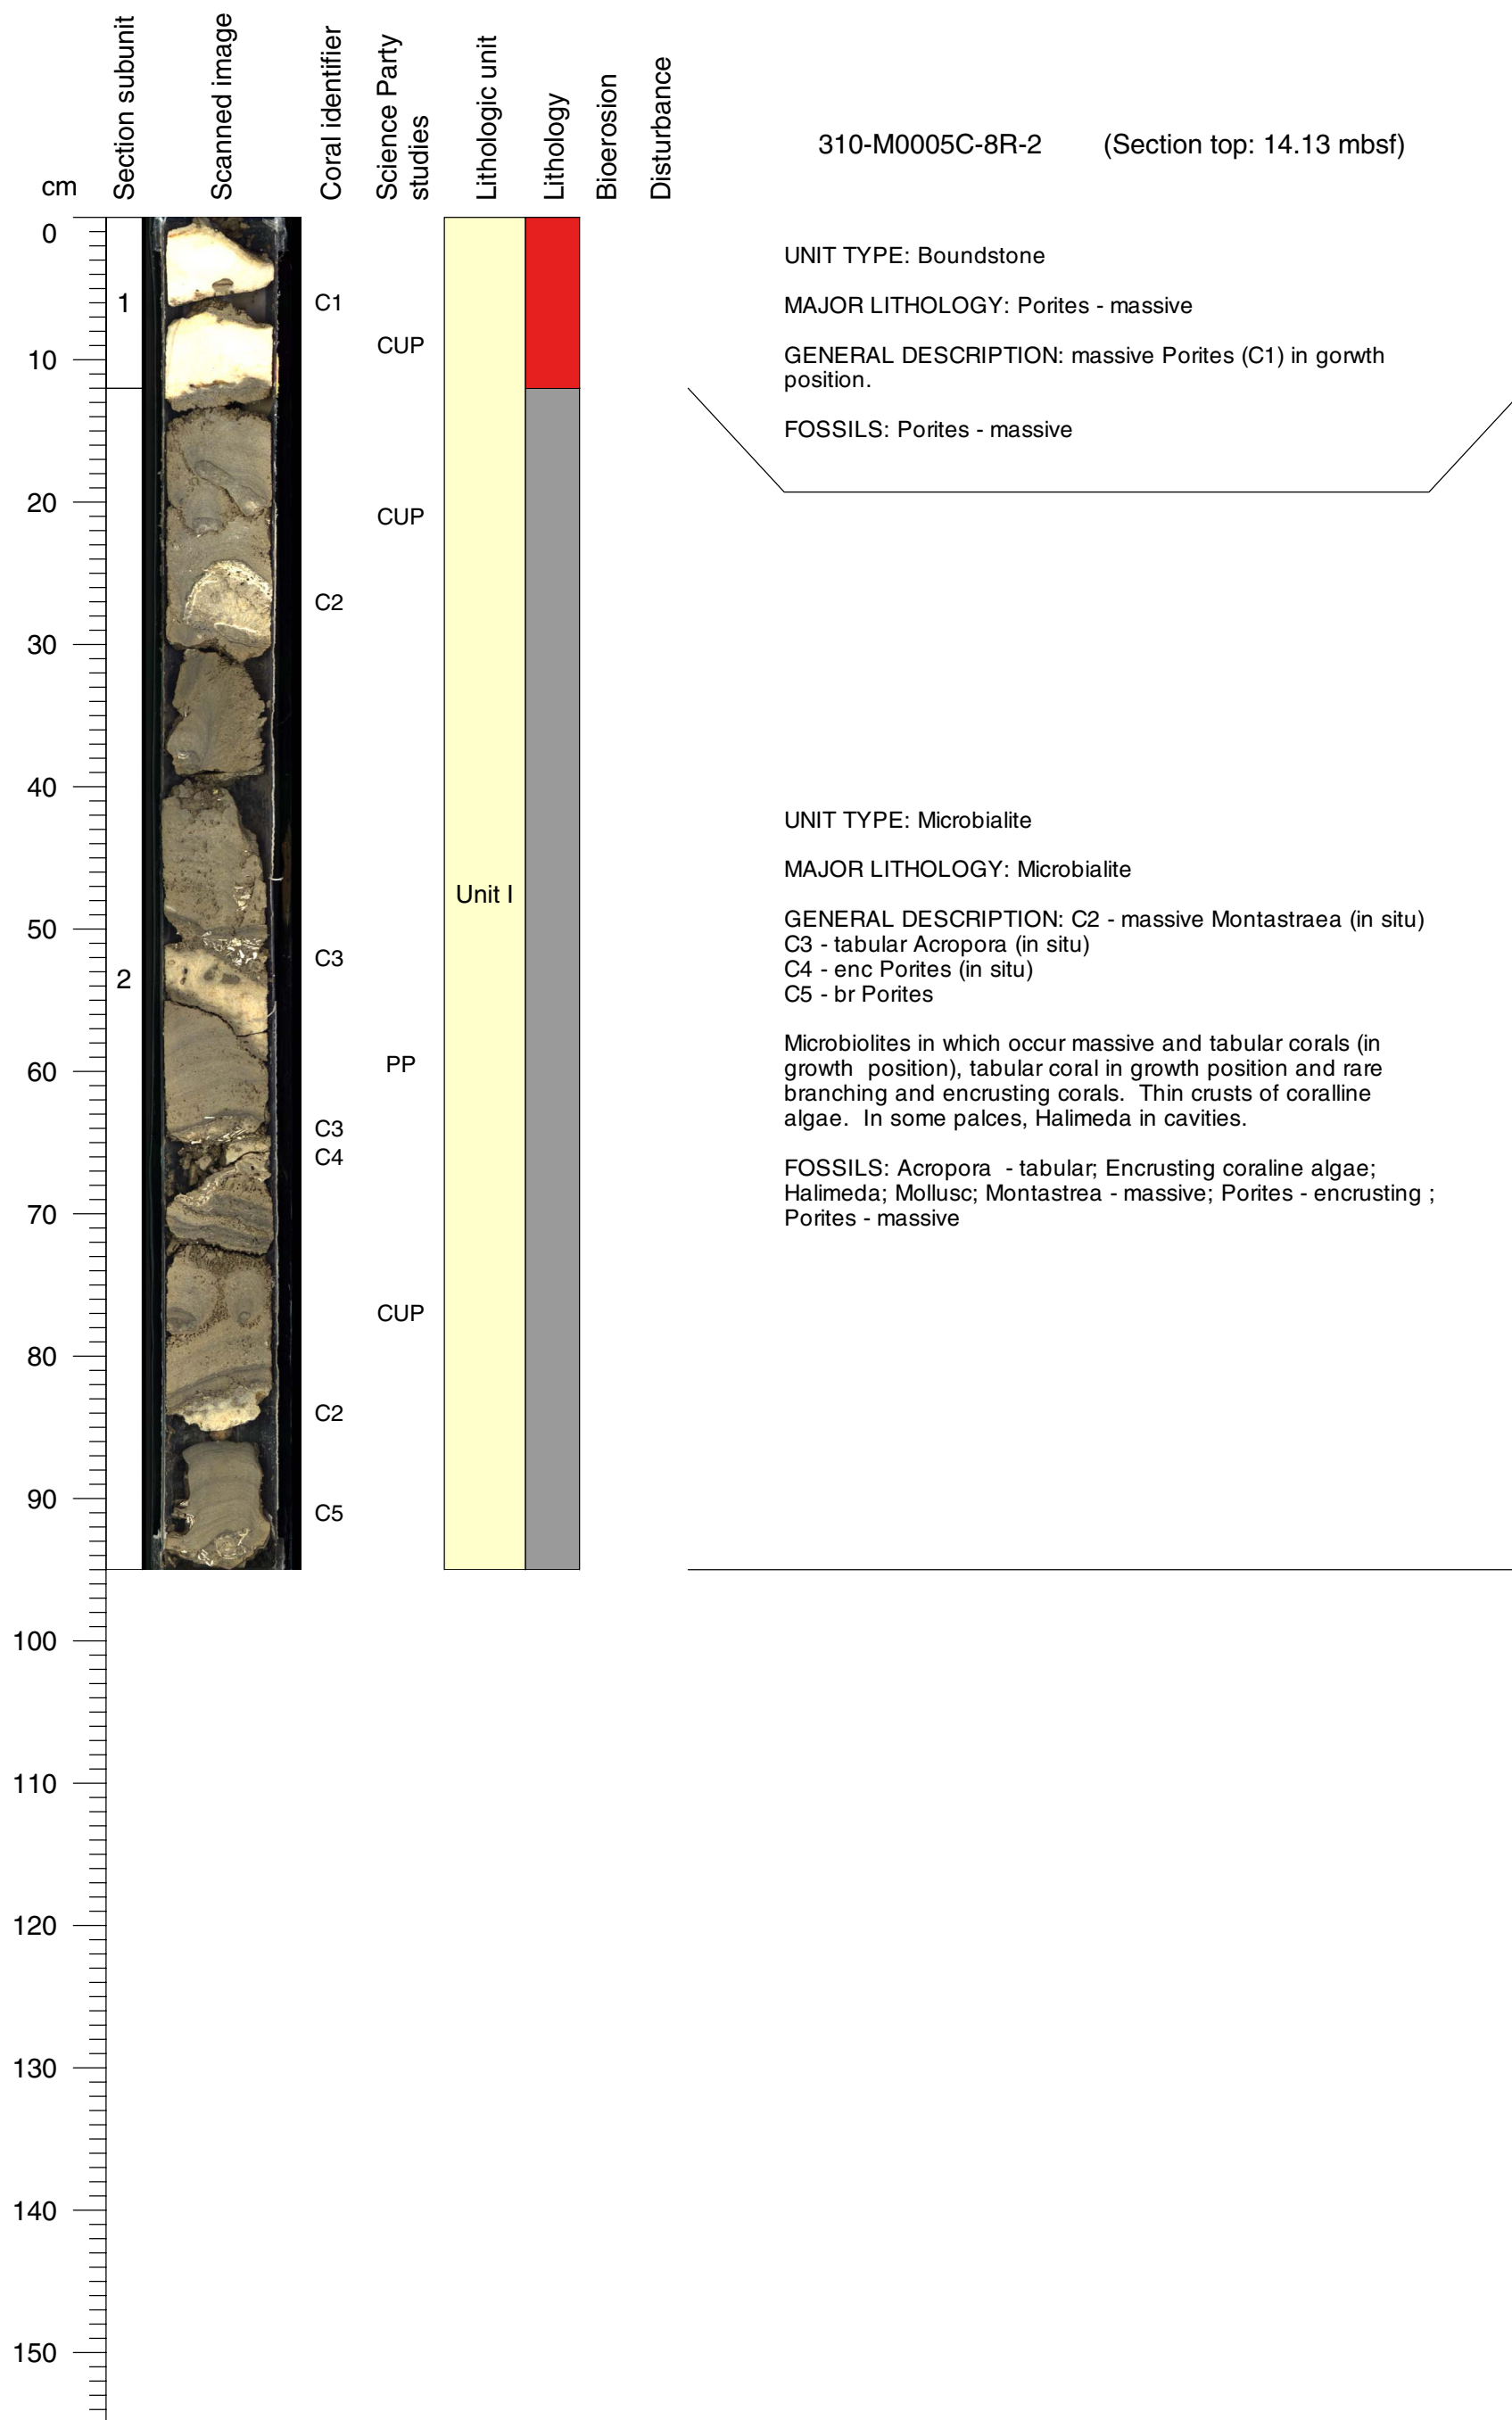 cm
Section subunit
Scanned image
Coral identifier
Science Party
studies
Lithologic unit
Lithology
Bioerosion
Disturbance
310-M0005C-8R-2 (Section top: 14.13 mbsf)
0
10
20
30
40
50
60
70
80
90
100
110
120
130
140
150
1
2
C1
C2
C3
C3
C4
C2
C5
CUP
CUP
PP
CUP
Unit I
UNIT TYPE: Boundstone
MAJOR LITHOLOGY: Porites - massive
GENERAL DESCRIPTION: massive Porites (C1) in gorwth
position.
FOSSILS: Porites - massive
UNIT TYPE: Microbialite
MAJOR LITHOLOGY: Microbialite
GENERAL DESCRIPTION: C2 - massive Montastraea (in situ)
C3 - tabular Acropora (in situ)
C4 - enc Porites (in situ)
C5 - br Porites
Microbiolites in which occur massive and tabular corals (in
growth  position), tabular coral in growth position and rare
branching and encrusting corals.  Thin crusts of coralline
algae.  In some palces, Halimeda in cavities.
FOSSILS: Acropora  - tabular; Encrusting coraline algae;
Halimeda; Mollusc; Montastrea - massive; Porites - encrusting ;
Porites - massive